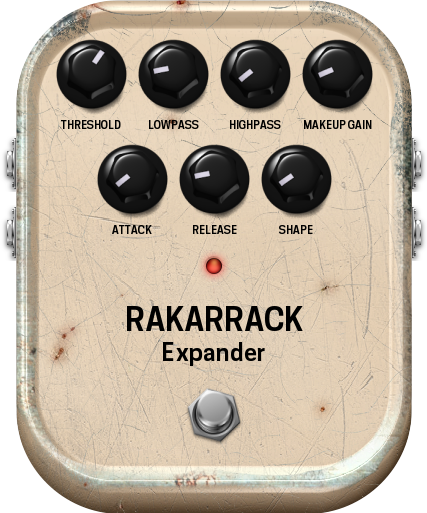 THRESHOLD LOWPASS HIGHPASS MAKEUP GAIN
ATTACK RELEASE SHAPE
RAKARRACK
Expander